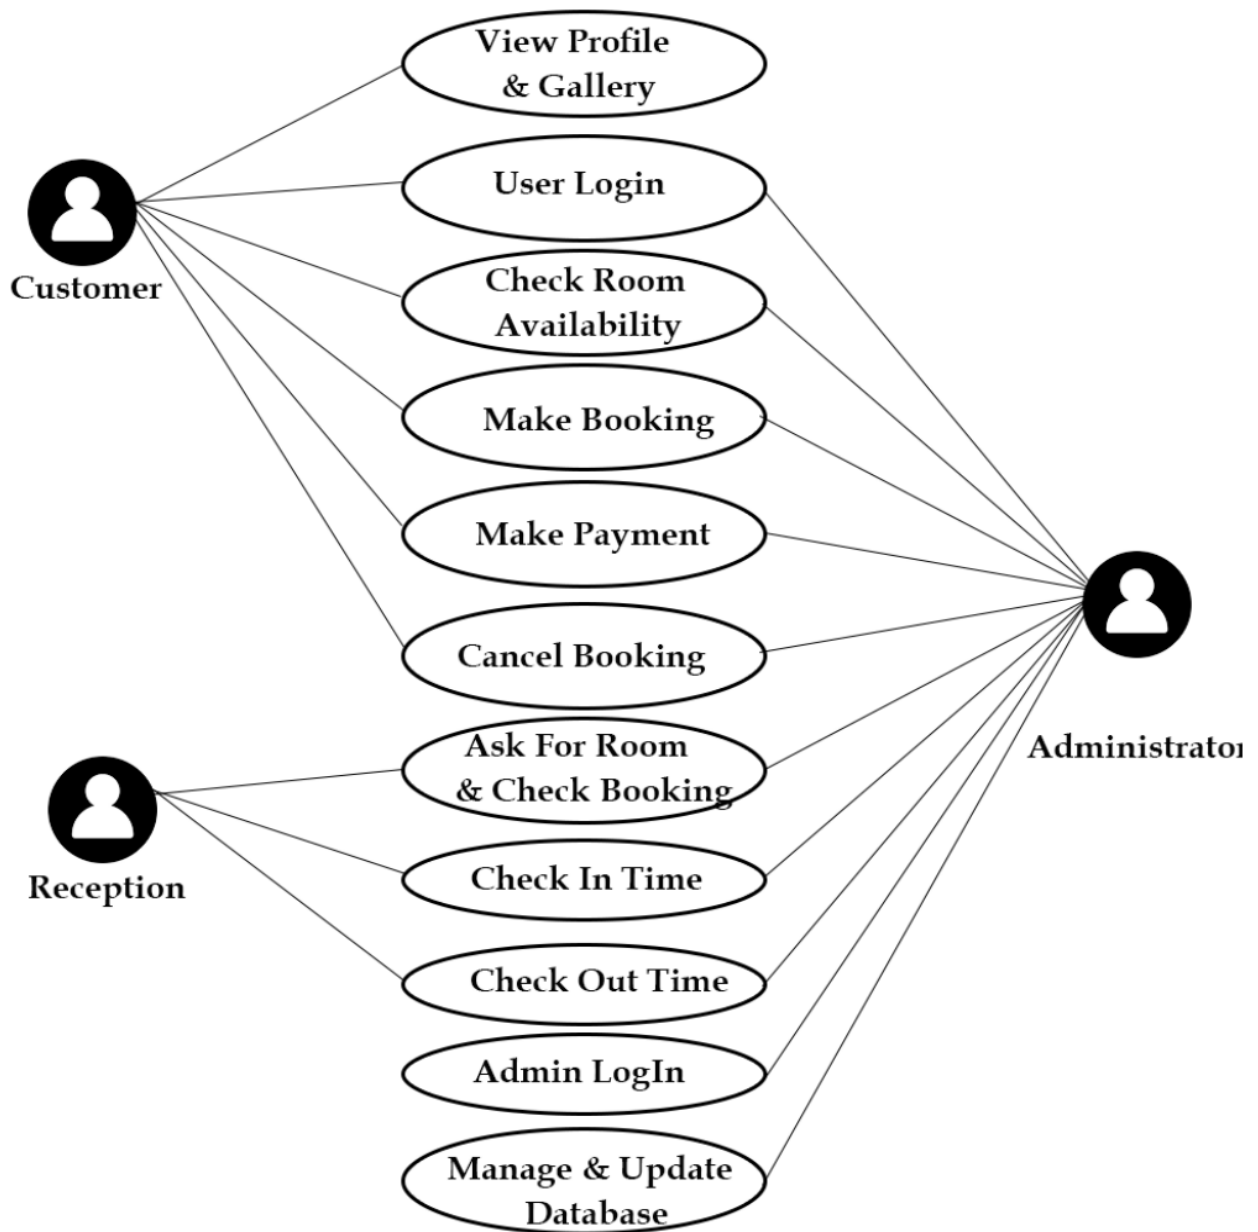 View Profile
& Gallery
User Login
Customer
Check Room
Availability
Make Booking
Make Payment
Cancel Booking
Ask For Room
& Check Booking
Administrator
Check In Time
Reception
Check Out Time
Admin LogIn
Manage & Update
Database